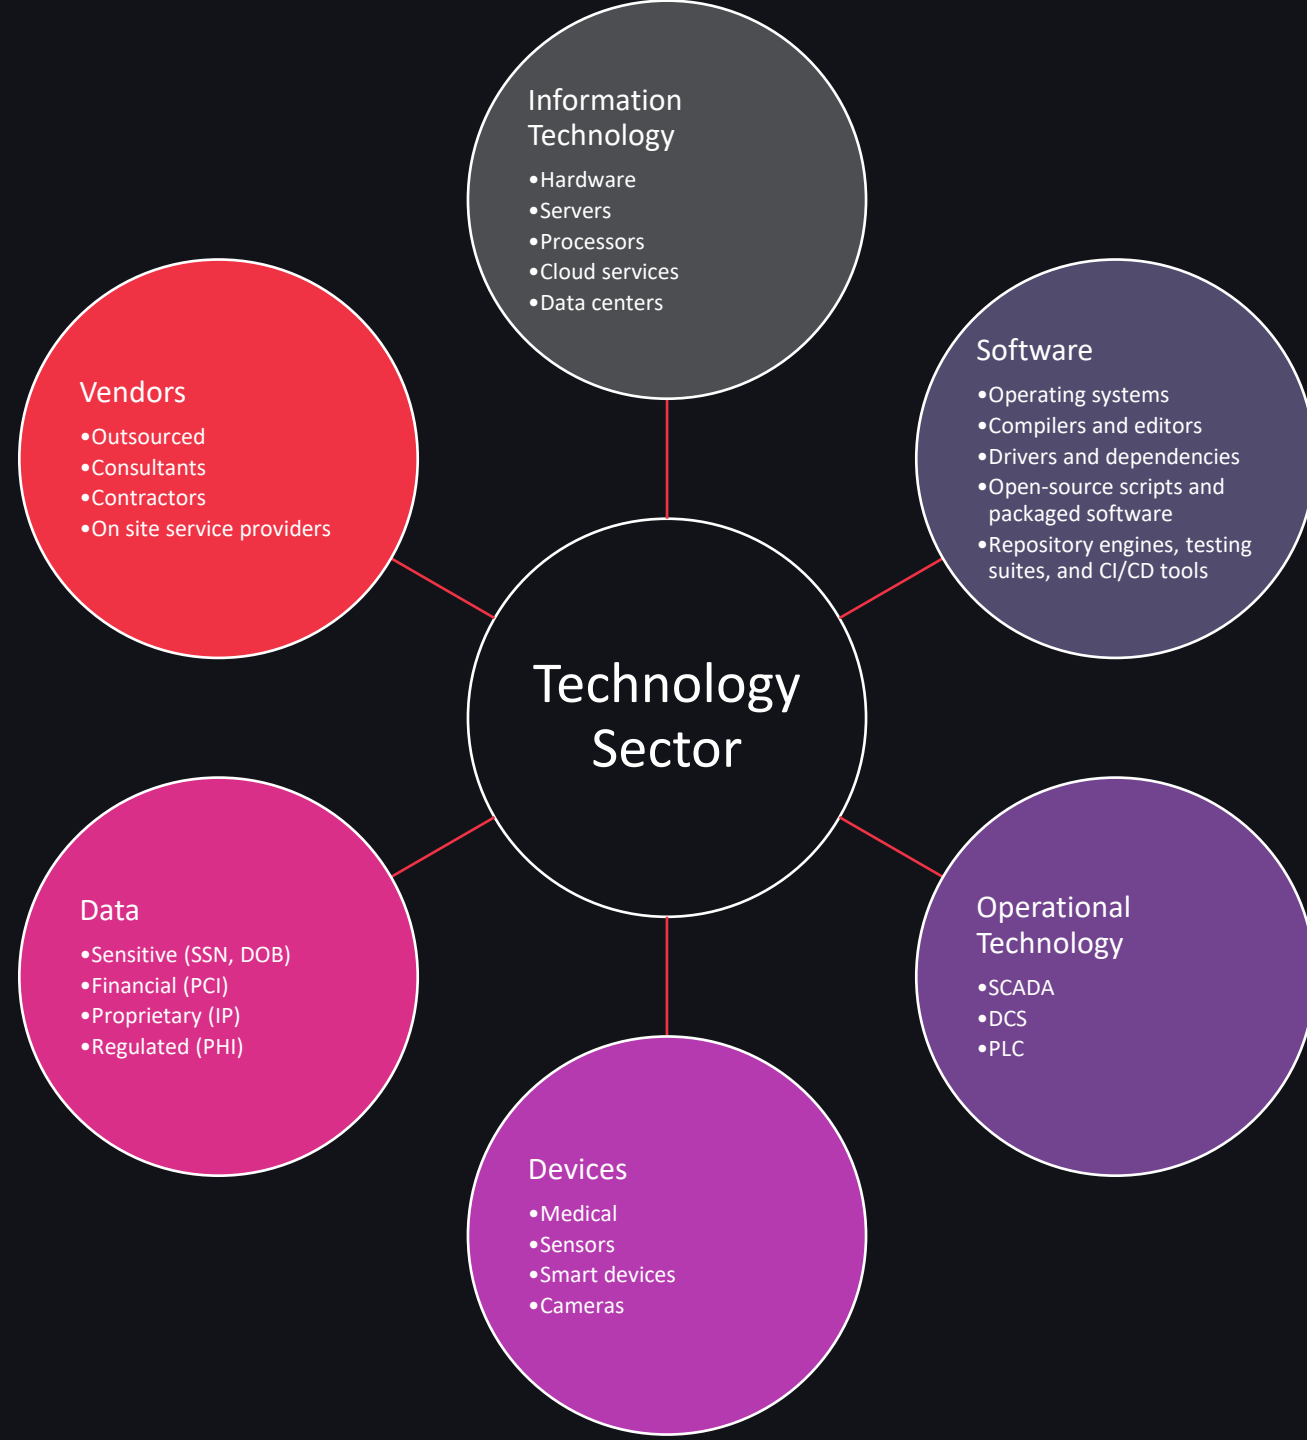 Information
Technology
•Hardware
•Servers
•Processors
•Cloud services
•Data centers
Software
•Operating systems
•Compilers and editors
•Drivers and dependencies
•Open-source scripts and
packaged software
•Repository engines, testing
suites, and CI/CD tools
Operational
Technology
•SCADA
•DCS
•PLC
Devices
•Medical
•Sensors
•Smart devices
•Cameras
Data
•Sensitive (SSN, DOB)
•Financial (PCI)
•Proprietary (IP)
•Regulated (PHI)
Vendors
•Outsourced
•Consultants
•Contractors
•On site service providers
Technology
Sector